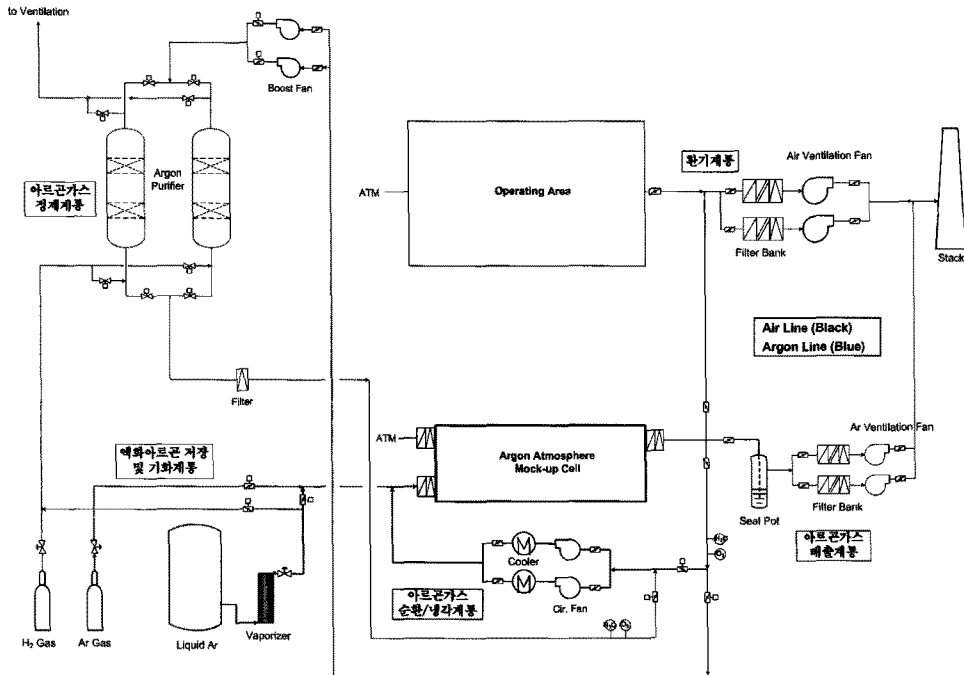 to Ventilation
Boost Fan
아르곤가스
정제계통
Argon
Purifier
ATM
Operating Area
환기계통
Air Ventilation Fan
Filter Bank
Stack
Air Line (Black)
Argon Line (Blue)
Filter
액화아르곤 저장
및 기화계통
ATM
Argon Atmosphere
Mock-up Cell
Ar Ventilation Fan
Seal Pot
Filter Bank
아르곤가스
배출계통
Cooler
Cir. Fan
아르곤가스
순환/냉각계통
H₂ Gas
Ar Gas
Liquid Ar
Vaporizer
O₂
O₂